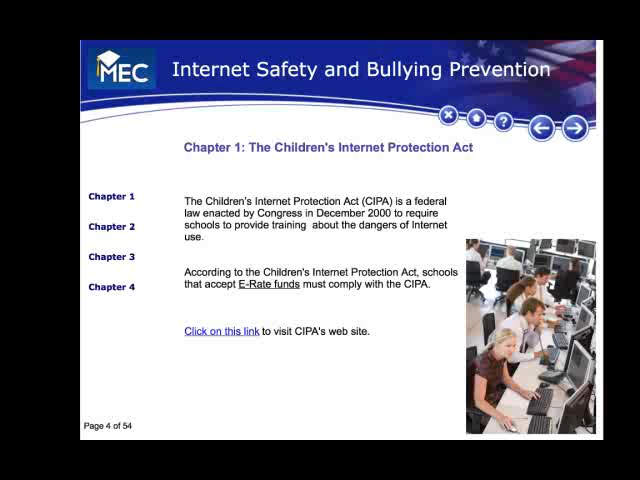 MEC
Internet Safety and Bullying Prevention
Chapter 1: The Children's Internet Protection Act
Chapter 1
Chapter 2
Chapter 3
Chapter 4
The Children's Internet Protection Act (CIPA) is a federal
law enacted by Congress in December 2000 to require
schools to provide training  about the dangers of Internet
use.
According to the Children's Internet Protection Act, schools
that accept E-Rate funds must comply with the CIPA.
Click on this link to visit CIPA's web site.
Page 4 of 54